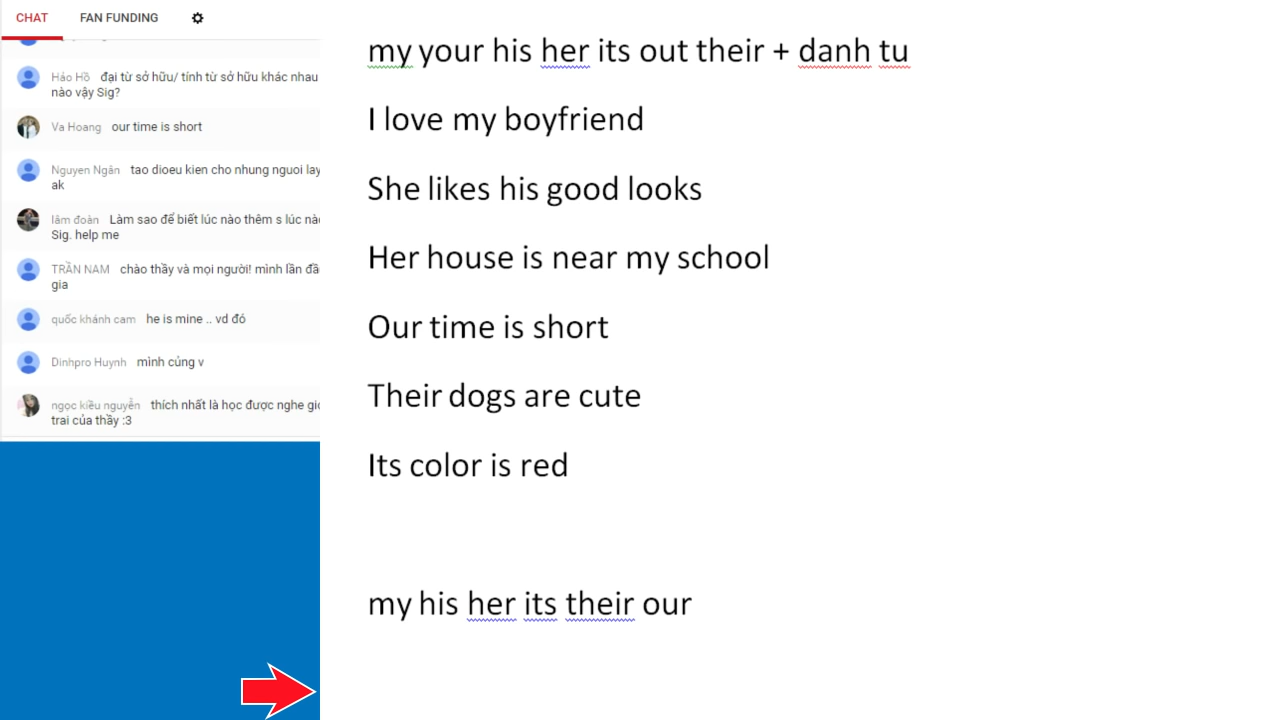 CHAT FAN FUNDING
Hảo Hồ đại từ sở hữu/ tính từ sở hữu khác nhau
nào vậy Sig?
Va Hoang our time is short
Nguyen Ngân tao dioeu kien cho nhung nguoi lay
ak
lâm đoàn Làm sao để biết lúc nào thêm s lúc
Sig. help me
TRẦN NAM chào thầy và mọi người! mình lần
gia
quốc khánh cam he is mine .. vd đó
Dinhpro Huynh mình củng v
ngọc kiều nguyễn thích nhất là học được nghe
trai của thầy :3
my your his her its out their + danh tu
I love my boyfriend
She likes his good looks
Her house is near my school
Our time is short
Their dogs are cute
Its color is red
my his her its their our